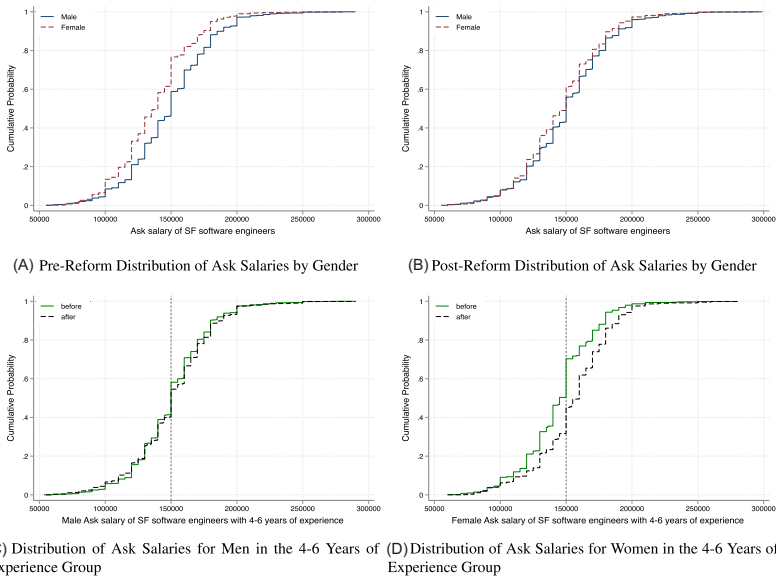 Male
Female
Cumulative Probability
1
.8
.6
.4
.2
0
50000 100000 150000 200000 250000 300000
Ask salary of SF software engineers
(A) Pre-Reform Distribution of Ask Salaries by Gender
Male
Female
Cumulative Probability
1
.8
.6
.4
.2
0
50000 100000 150000 200000 250000 300000
Ask salary of SF software engineers
(B) Post-Reform Distribution of Ask Salaries by Gender
before
after
Cumulative Probability
1
.8
.6
.4
.2
0
50000 100000 150000 200000 250000 300000
Male Ask salary of SF software engineers with 4-6 years of experience
) Distribution of Ask Salaries for Men in the 4-6 Years of
xperience Group
before
after
Cumulative Probability
1
.8
.6
.4
.2
0
50000 100000 150000 200000 250000 300000
Female Ask salary of SF software engineers with 4-6 years of experience
(D) Distribution of Ask Salaries for Women in the 4-6 Years of
Experience Group